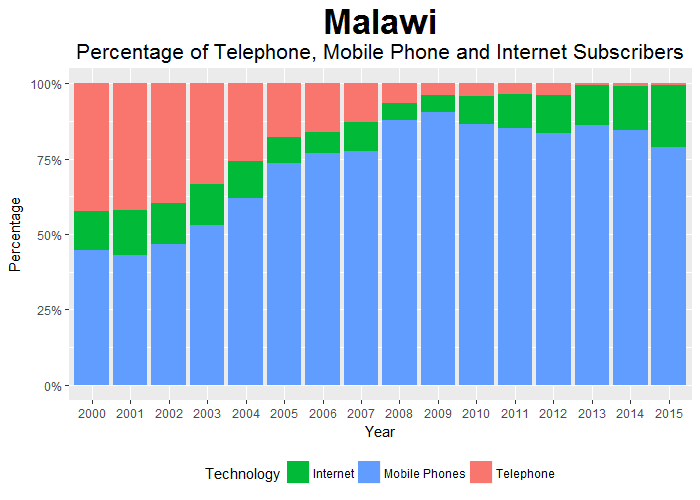 Malawi
Percentage of Telephone, Mobile Phone and Internet Subscribers
100%
75%
50%
25%
0%
Percentage
2000 2001 2002 2003 2004 2005 2006 2007 2008 2009 2010 2011 2012 2013 2014 2015
Year
Technology Internet Mobile Phones Telephone